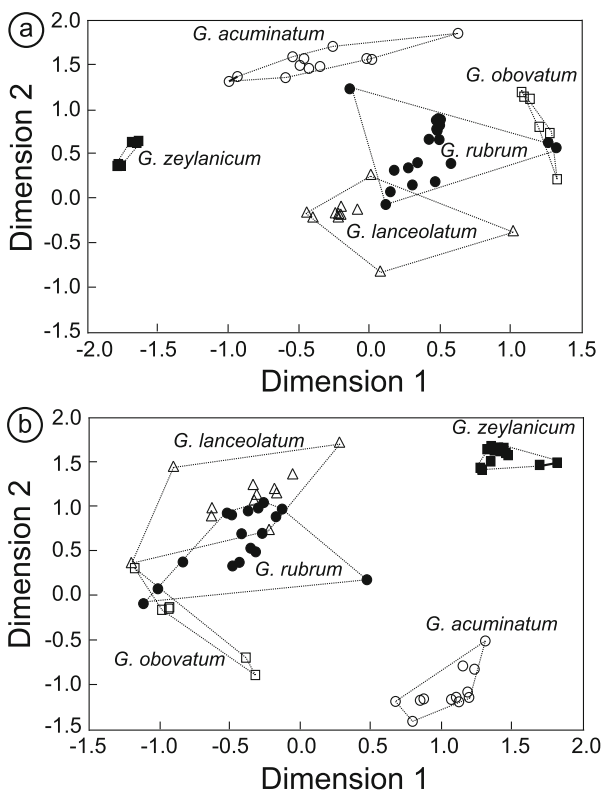 a
G. acuminatum
G. obovatum
G. zeylanicum
G. rubrum
G. lanceolatum
2.0
1.5
1.0
0.5
0.0
-0.5
-1.0
-1.5
Dimension 2
-2.0 -1.5 -1.0 -0.5 0.0 0.5 1.0 1.5
Dimension 1
b
G. lanceolatum
G. zeylanicum
G. rubrum
G. acuminatum
G. obovatum
2.0
1.5
1.0
0.5
0.0
-0.5
-1.0
-1.5
Dimension 2
-1.5 -1.0 -0.5 0.0 0.5 1.0 1.5 2.0
Dimension 1